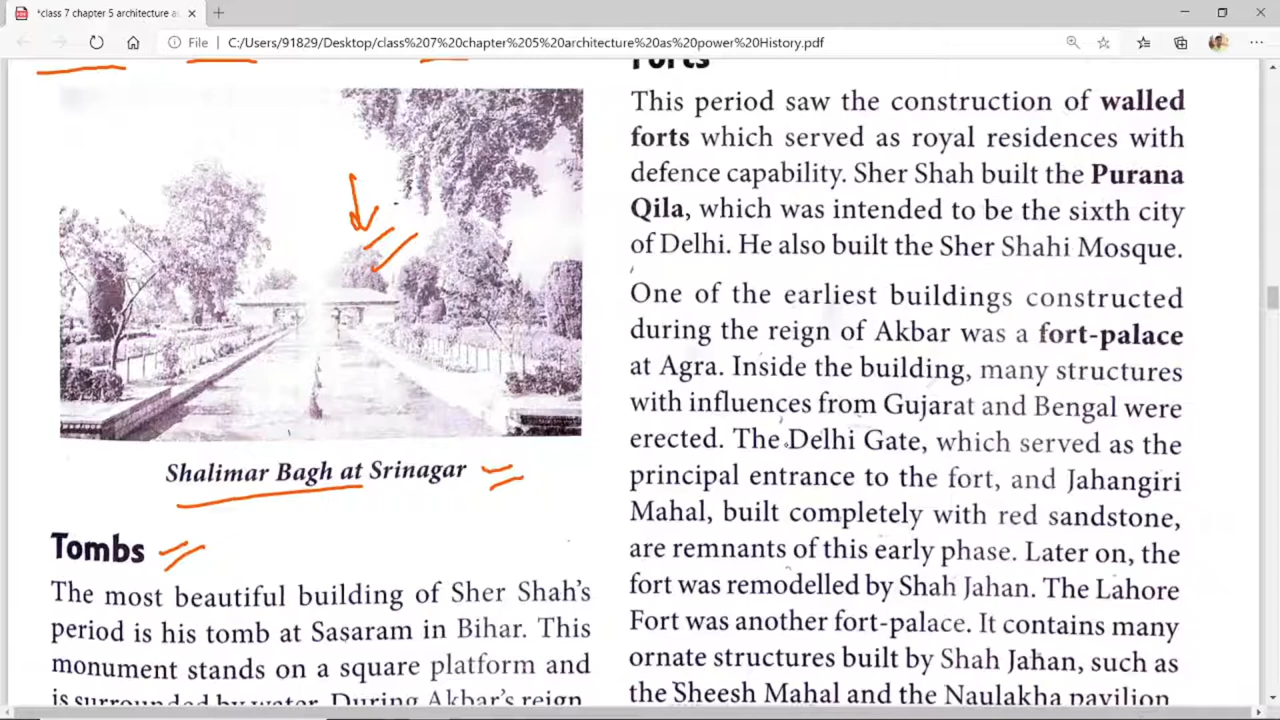 *class 7 chapter 5 architecture as
File
C:/Users/91829/Desktop/class%207%20chapter%205%20architecture%20as%20power%20History.pdf
Shalimar Bagh at Srinagar
Tombs
The most beautiful building of Sher Shah's
period is his tomb at Sasaram in Bihar. This
monument stands on a square platform and
is surrounded by water. During Akbar's reign,
Forts
This period saw the construction of walled
forts which served as royal residences with
defence capability. Sher Shah built the Purana
Qila, which was intended to be the sixth city
of Delhi. He also built the Sher Shahi Mosque.
One of the earliest buildings constructed
during the reign of Akbar was a fort-palace
at Agra. Inside the building, many structures
with influences from Gujarat and Bengal were
erected. The Delhi Gate, which served as the
principal entrance to the fort, and Jahangiri
Mahal, built completely with red sandstone,
are remnants of this early phase. Later on, the
fort was remodelled by Shah Jahan. The Lahore
Fort was another fort-palace. It contains many
ornate structures built by Shah Jahan, such as
the Sheesh Mahal and the Naulakha pavilion